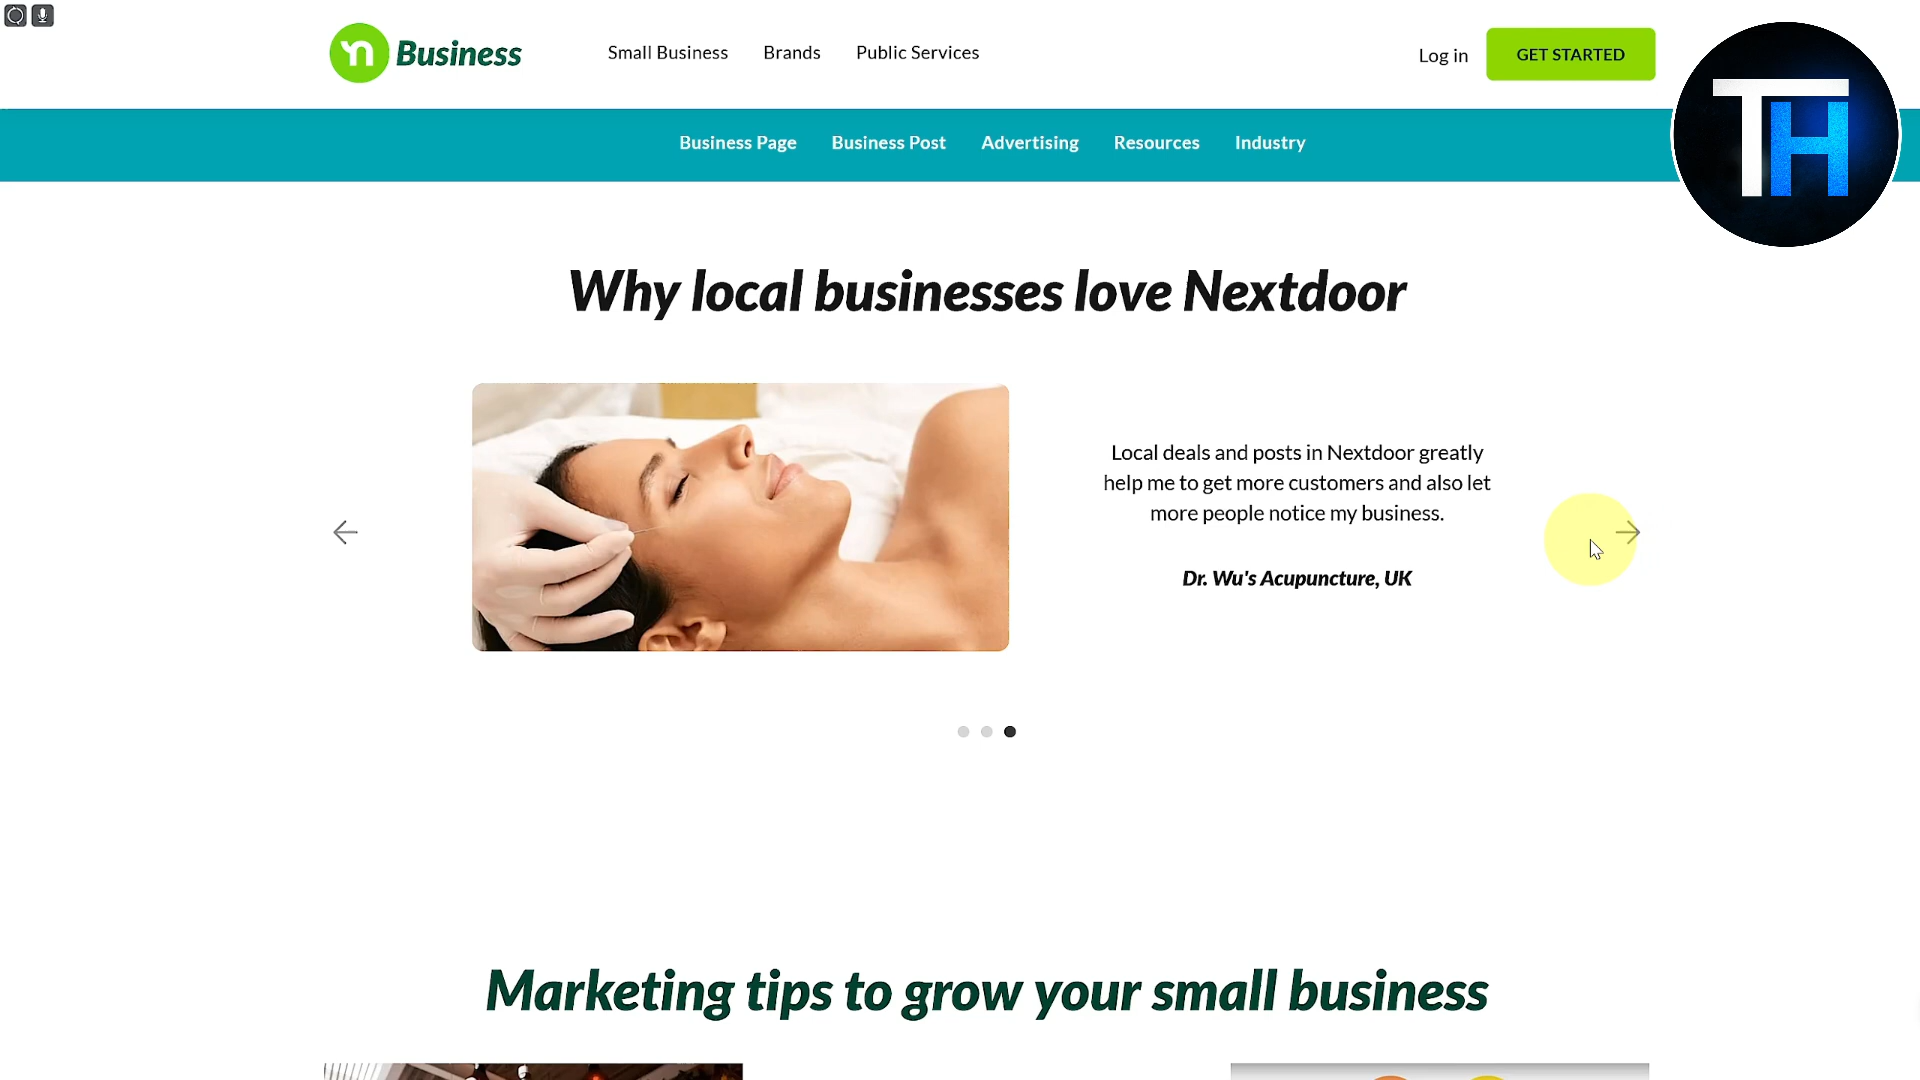 n Business
Small Business
Brands
Public Services
Log in
GET STARTED
TH
Business Page
Business Post
Advertising
Resources
Industry
Why local businesses love Nextdoor
Local deals and posts in Nextdoor greatly
help me to get more customers and also let
more people notice my business.
Dr. Wu's Acupuncture, UK
Marketing tips to grow your small business